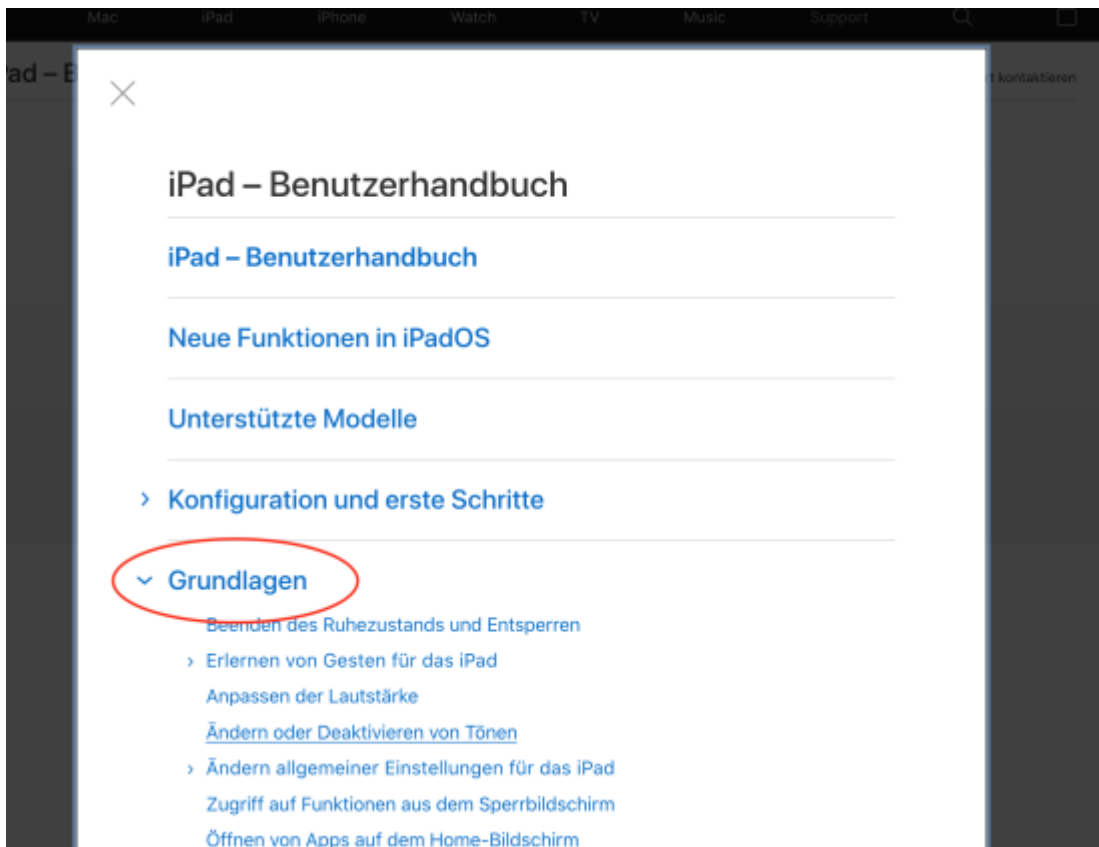 Mac iPad iPhone Watch TV Music Support
Pad – B
t kontaktieren
iPad – Benutzerhandbuch
iPad – Benutzerhandbuch
Neue Funktionen in iPadOS
Unterstützte Modelle
Konfiguration und erste Schritte
Grundlagen
Beenden des Ruhezustands und Entsperren
Erlernen von Gesten für das iPad
Anpassen der Lautstärke
Ändern oder Deaktivieren von Tönen
Ändern allgemeiner Einstellungen für das iPad
Zugriff auf Funktionen aus dem Sperrbildschirm
Öffnen von Apps auf dem Home-Bildschirm